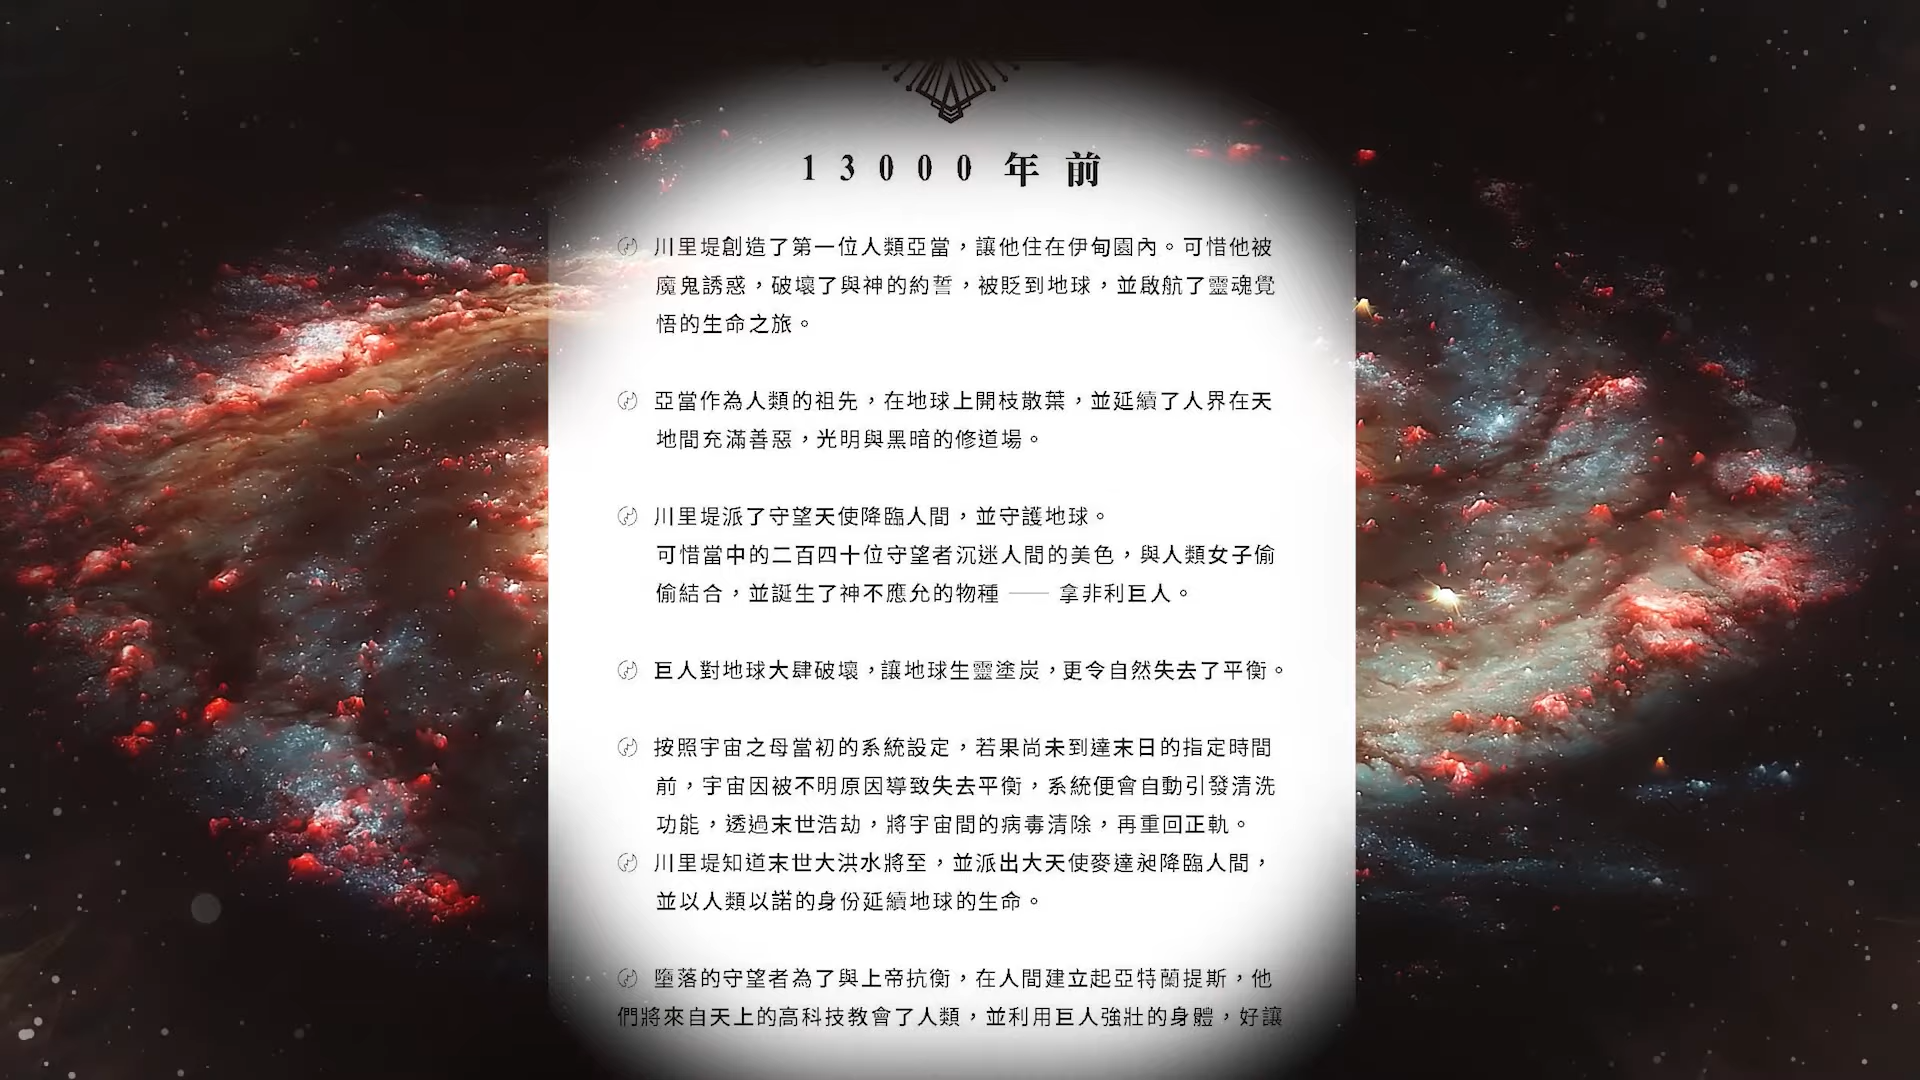 13000年前
川里堤創造了第一位人類亞當，讓他住在伊甸園內。可惜他被
魔鬼誘惑，破壞了與神的約誓，被貶到地球，並啟航了靈魂覺
悟的生命之旅。
亞當作為人類的祖先，在地球上開枝散葉，並延續了人界在天
地間充滿善惡，光明與黑暗的修道場。
川里堤派了守望天使降臨人間，並守護地球。
可惜當中的二百四十位守望者沉迷人間的美色，與人類女子偷
偷結合，並誕生了神不應允的物種 —— 拿非利巨人。
巨人對地球大肆破壞，讓地球生靈塗炭，更令自然失去了平衡。
按照宇宙之母當初的系統設定，若果尚未到達末日的指定時間
前，宇宙因被不明原因導致失去平衡，系統便會自動引發清洗
功能，透過末世浩劫，將宇宙間的病毒清除，再重回正軌。
川里堤知道末世大洪水將至，並派出大天使麥達昶降臨人間，
並以人類以諾的身份延續地球的生命。
墮落的守望者為了與上帝抗衡，在人間建立起亞特蘭提斯，他
們將來自天上的高科技教會了人類，並利用巨人強壯的身體，好讓